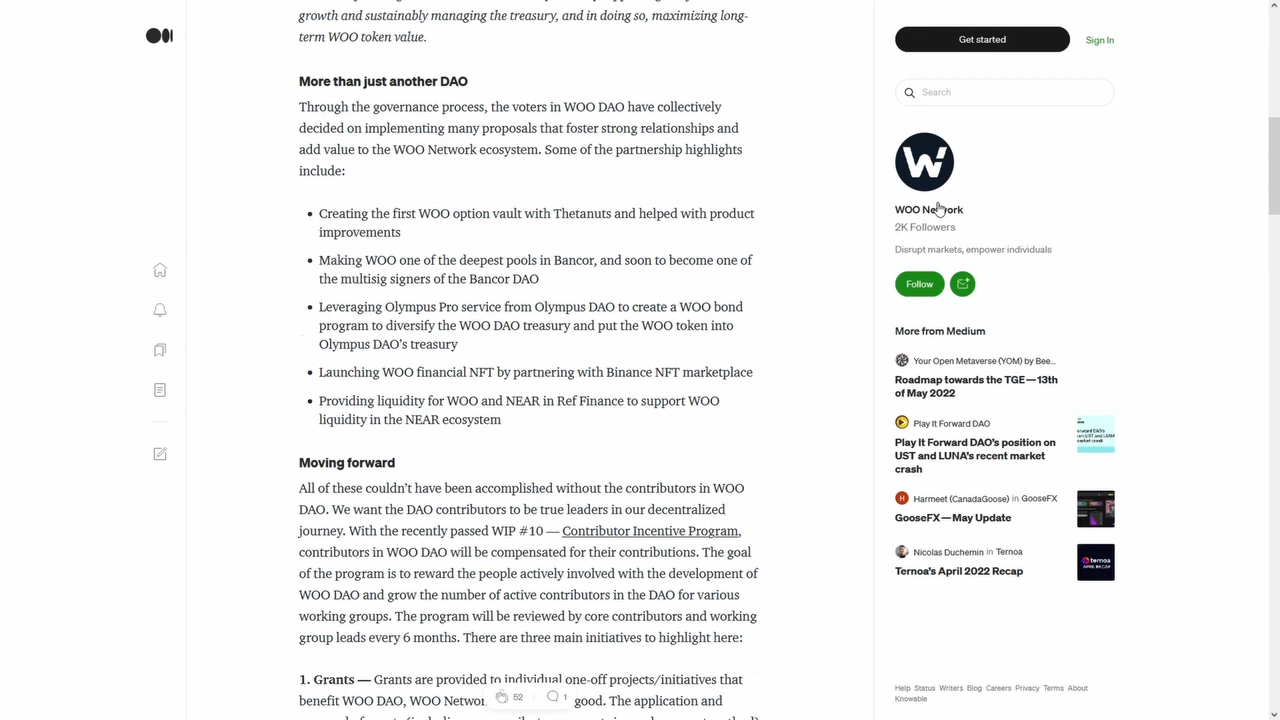 growth and sustainably managing the treasury, and in doing so, maximizing long-
term WOO token value.
More than just another DAO
Through the governance process, the voters in WOO DAO have collectively
decided on implementing many proposals that foster strong relationships and
add value to the WOO Network ecosystem. Some of the partnership highlights
include:
• Creating the first WOO option vault with Thetanuts and helped with product
improvements
• Making WOO one of the deepest pools in Bancor, and soon to become one of
the multisig signers of the Bancor DAO
• Leveraging Olympus Pro service from Olympus DAO to create a WOO bond
program to diversify the WOO DAO treasury and put the WOO token into
Olympus DAO’s treasury
• Launching WOO financial NFT by partnering with Binance NFT marketplace
• Providing liquidity for WOO and NEAR in Ref Finance to support WOO
liquidity in the NEAR ecosystem
Moving forward
All of these couldn’t have been accomplished without the contributors in WOO
DAO. We want the DAO contributors to be true leaders in our decentralized
journey. With the recently passed WIP #10 — Contributor Incentive Program,
contributors in WOO DAO will be compensated for their contributions. The goal
of the program is to reward the people actively involved with the development of
WOO DAO and grow the number of active contributors in the DAO for various
working groups. The program will be reviewed by core contributors and working
group leads every 6 months. There are three main initiatives to highlight here:
1. Grants — Grants are provided to individual one-off projects/initiatives that
benefit WOO DAO, WOO Networ good. The application and
52
1
Get started
Sign In
Search
W
WOO Network
2K Followers
Disrupt markets, empower individuals
Follow
More from Medium
Your Open Metaverse (YOM) by Bee...
Roadmap towards the TGE — 13th
of May 2022
Play It Forward DAO
Play It Forward DAO’s position on
UST and LUNA’s recent market
crash
H Harmeet (CanadaGoose) in GooseFX
GooseFX — May Update
Nicolas Duchemin in Ternoa
Ternoa’s April 2022 Recap
ternoa
APRIL RECAP
Help Status Writers Blog Careers Privacy Terms About
Knowable